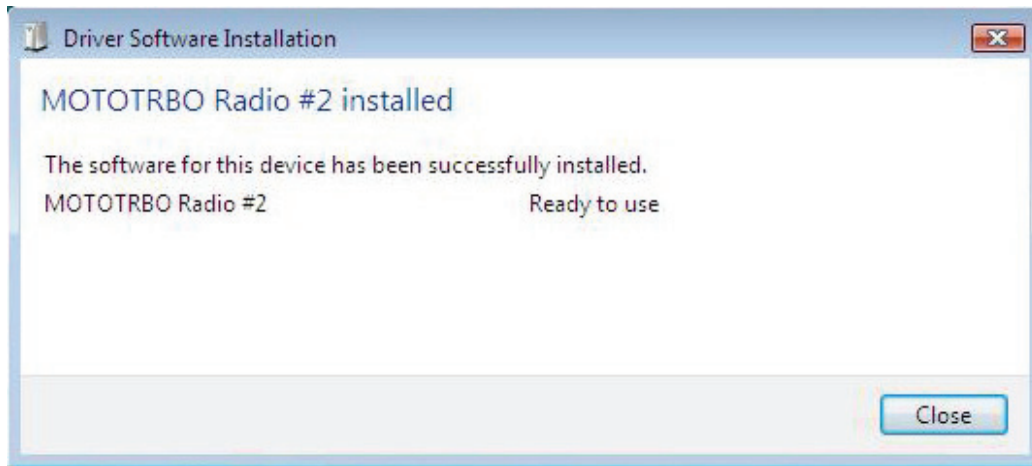 Driver Software Installation
MOTOTRBO Radio #2 installed
The software for this device has been successfully installed.
MOTOTRBO Radio #2 Ready to use
Close